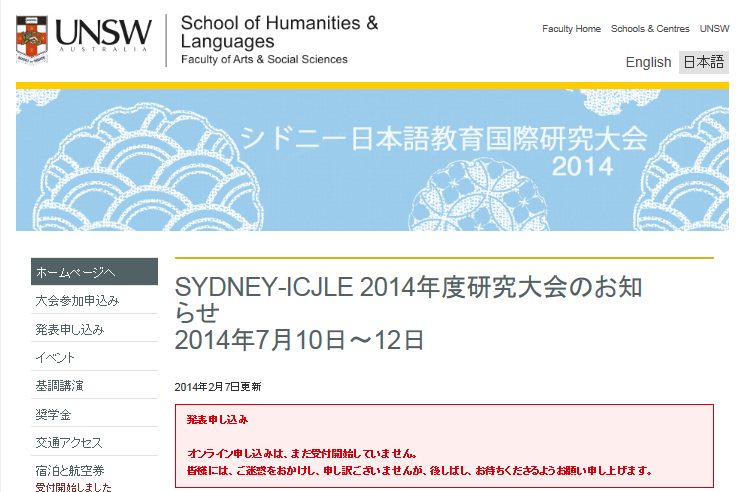 UNSW
AUSTRALIA
School of Humanities &
Languages
Faculty of Arts & Social Sciences
Faculty Home Schools & Centres UNSW
English 日本語
シドニー日本語教育国際研究大会
2014
ホームページへ
大会参加申込み
発表申し込み
イベント
基調講演
奨学金
交通アクセス
宿泊と航空券
受付開始しました
SYDNEY-ICJLE 2014年度研究大会のお知
らせ
2014年7月10日～12日
2014年2月7日更新
発表申し込み
オンライン申し込みは、まだ受付開始していません。
皆様には、ご迷惑をおかけし、申し訳ございませんが、後しばし、お待ちくださるようお願い申し上げます。